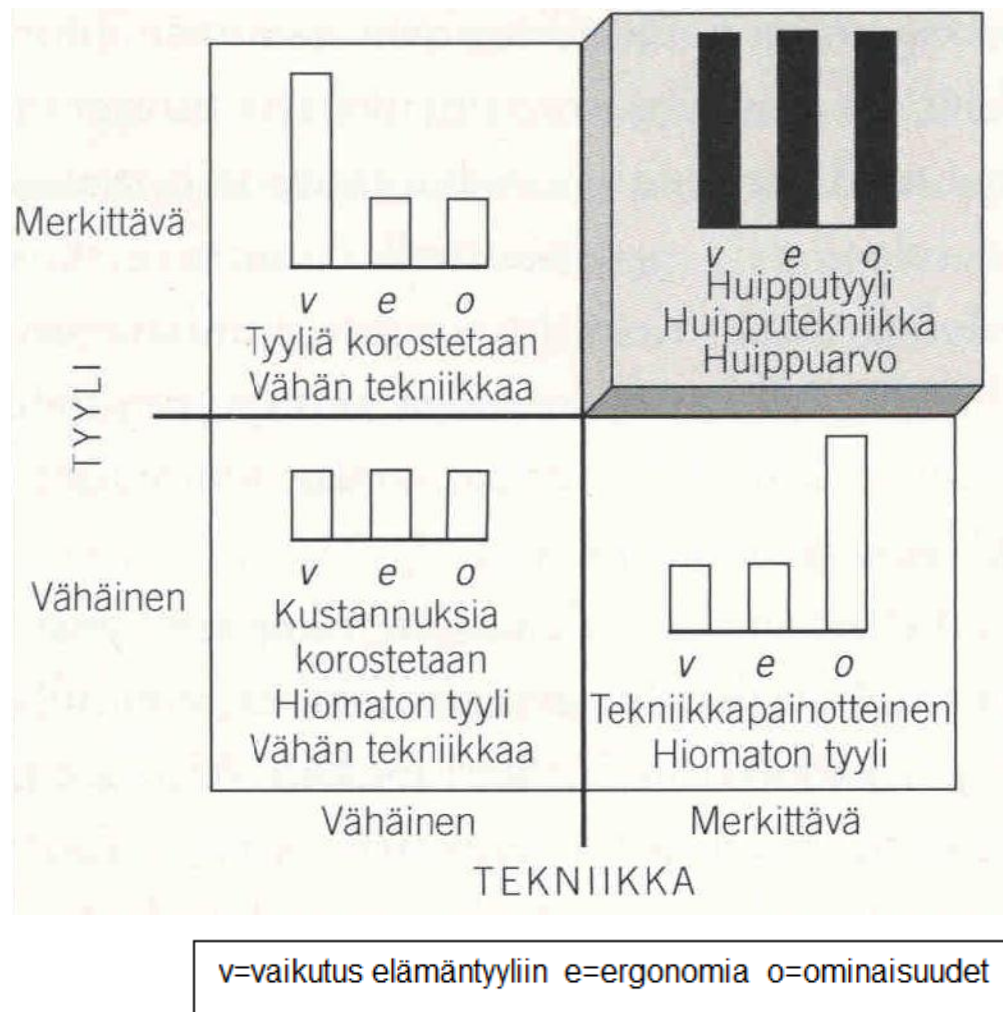 Merkittävä
TYYLI
Vähäinen
v e o
Tyyliä korostetaan
Vähän tekniikkaa
v e o
Huipputyyli
Huipputekniikka
Huippuarvo
v e o
Kustannuksia
korostetaan
Hiomaton tyyli
Vähän tekniikkaa
v e o
Tekniikkapainotteinen
Hiomaton tyyli
Vähäinen
Merkittävä
TEKNIIKKA
v=vaikutus elämäntyyliin e=ergonomia o=ominaisuudet